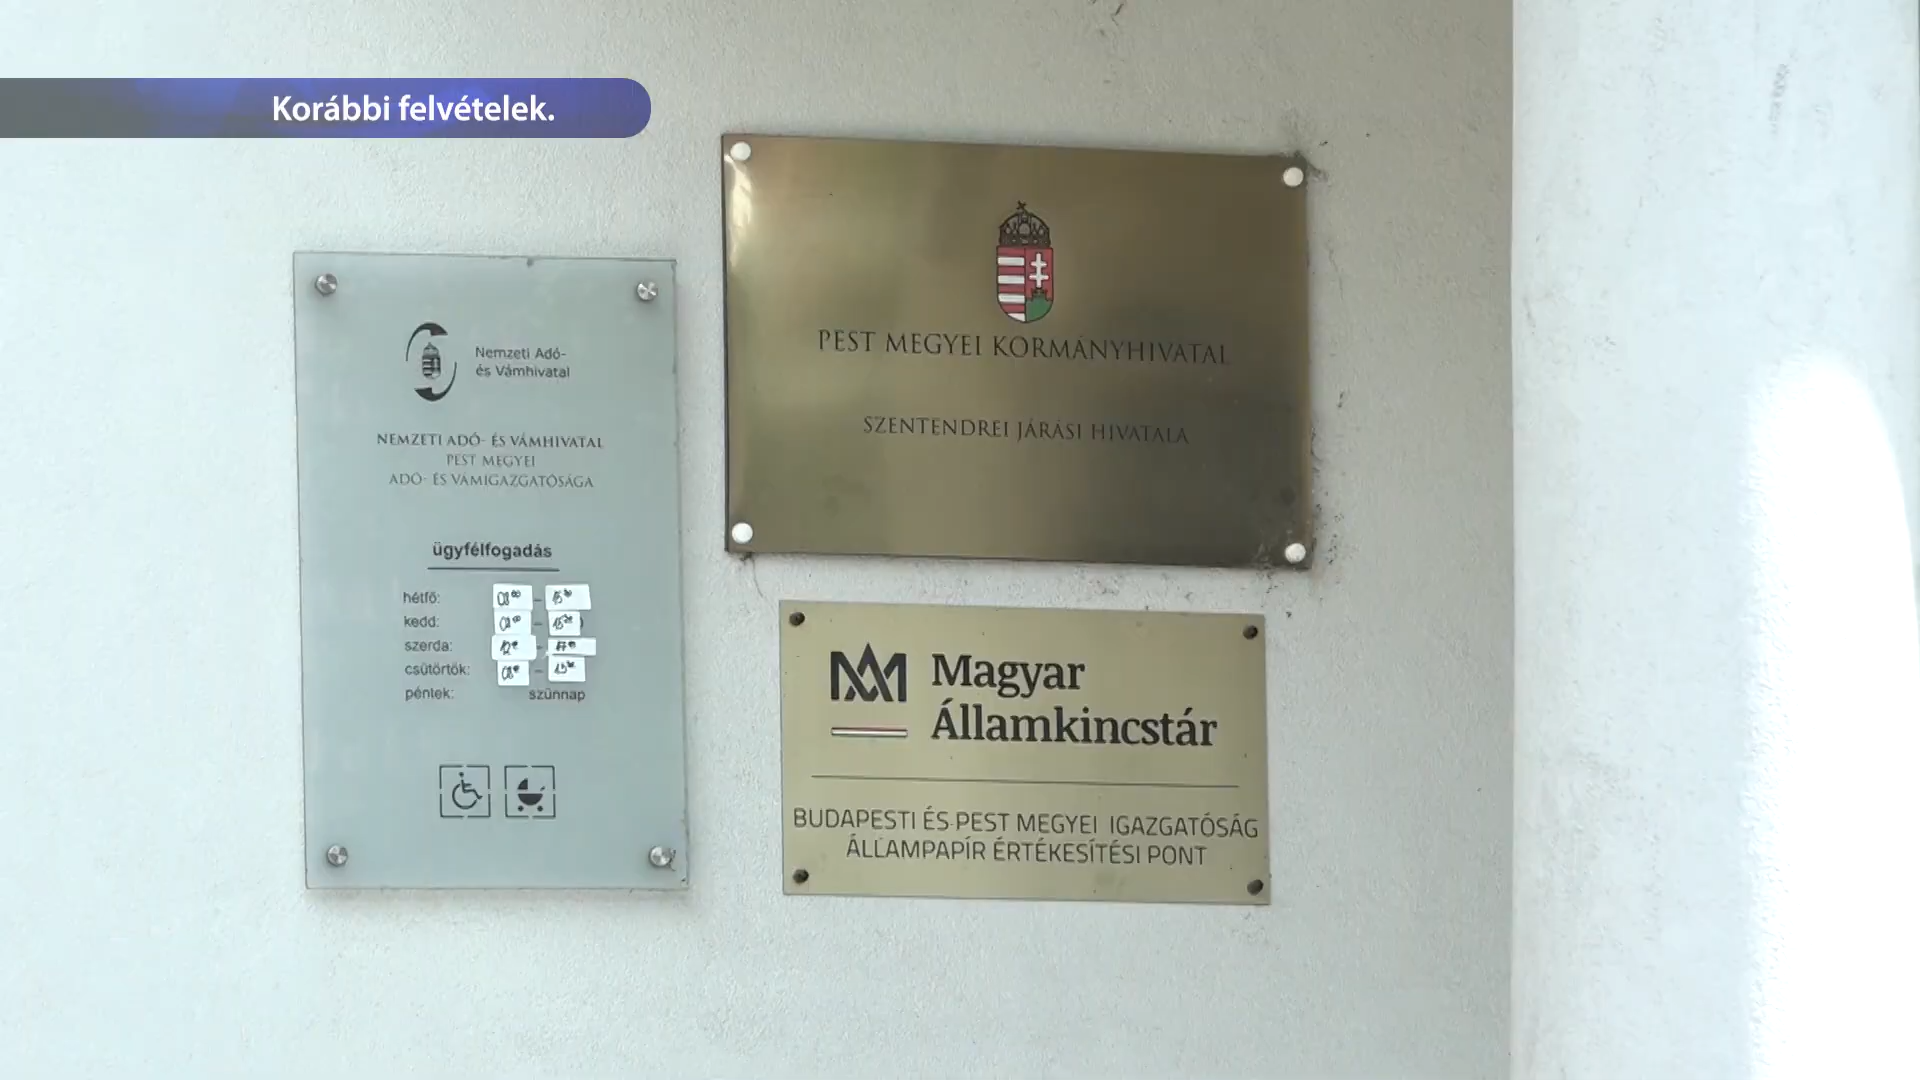 Korábbi felvételek.
Nemzeti Adó-
és Vámhivatal
NEMZETI ADÓ- ÉS VÁMHIVATAL
PEST MEGYEI
ADÓ- ÉS VÁMIGAZGATÓSÁGA
ügyfélfogadás
hétfő:
kedd:
szerda:
csütörtök:
péntek: szünnap
PEST MEGYEI KORMÁNYHIVATAL
SZENTENDREI JÁRÁSI HIVATALA
Magyar
Államkincstár
BUDAPESTI ÉS PEST MEGYEI IGAZGATÓSÁG
ÁLLAMPAPÍR ÉRTÉKESÍTÉSI PONT